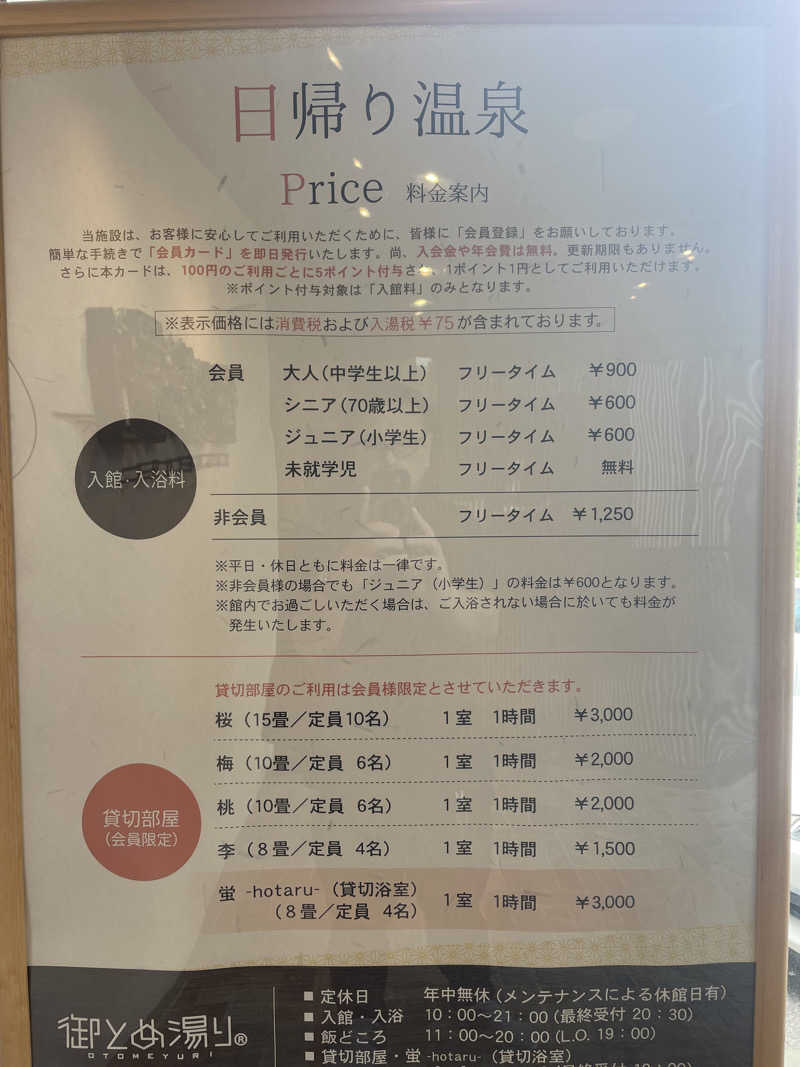 日帰り温泉
Price 料金案内
当施設は、お客様に安心してご利用いただくために、皆様に「会員登録」をお願いしております。
簡単な手続きで「会員カード」を即日発行いたします。尚、入会金や年会費は無料。更新期限もありません。
さらに本カードは、100円のご利用ごとに5ポイント付与され、1ポイント1円としてご利用いただけます。
※ポイント付与対象は「入館料」のみとなります。
※表示価格には消費税および入湯税￥75が含まれております。
入館・入浴料
会員 大人（中学生以上） フリータイム ￥900
シニア（70歳以上） フリータイム ￥600
ジュニア（小学生） フリータイム ￥600
未就学児 フリータイム 無料
非会員 フリータイム ￥1,250
※平日・休日ともに料金は一律です。
※非会員様の場合でも「ジュニア（小学生）」の料金は￥600となります。
※館内でお過ごしいただく場合は、ご入浴されない場合に於いても料金が
発生いたします。
貸切部屋のご利用は会員様限定とさせていただきます。
貸切部屋
（会員限定）
桜（15畳／定員10名） 1室 1時間 ￥3,000
梅（10畳／定員 6名） 1室 1時間 ￥2,000
桃（10畳／定員 6名） 1室 1時間 ￥2,000
李（8畳／定員 4名） 1室 1時間 ￥1,500
蛍 -hotaru-（貸切浴室）
（8畳／定員 4名） 1室 1時間 ￥3,000
御とめ湯り®
OTOMEYURI
■ 定休日 年中無休（メンテナンスによる休館日有）
■ 入館・入浴 10：00〜21：00（最終受付 20：30）
■ 飯どころ 11：00〜20：00（L.O. 19：00）
■ 貸切部屋・蛍 -hotaru-（貸切浴室）